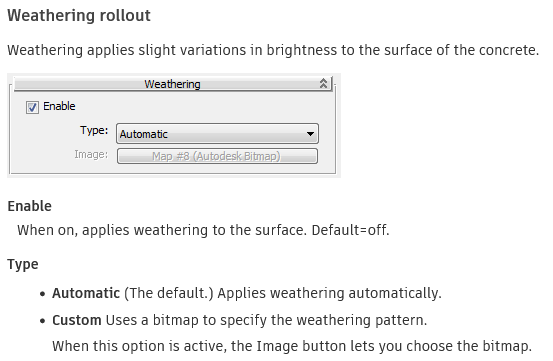 Weathering rollout
Weathering applies slight variations in brightness to the surface of the concrete.
Weathering
Enable
Type: Automatic
Image: Map #8 (Autodesk Bitmap)
Enable
When on, applies weathering to the surface. Default=off.
Type
• Automatic (The default.) Applies weathering automatically.
• Custom Uses a bitmap to specify the weathering pattern.
When this option is active, the Image button lets you choose the bitmap.